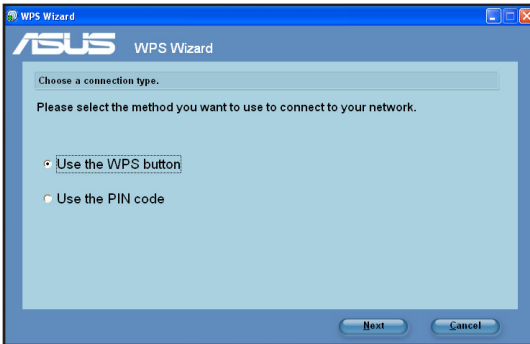 WPS Wizard
ASUS WPS Wizard
Choose a connection type.
Please select the method you want to use to connect to your network.
Use the WPS button
Use the PIN code
Next Cancel